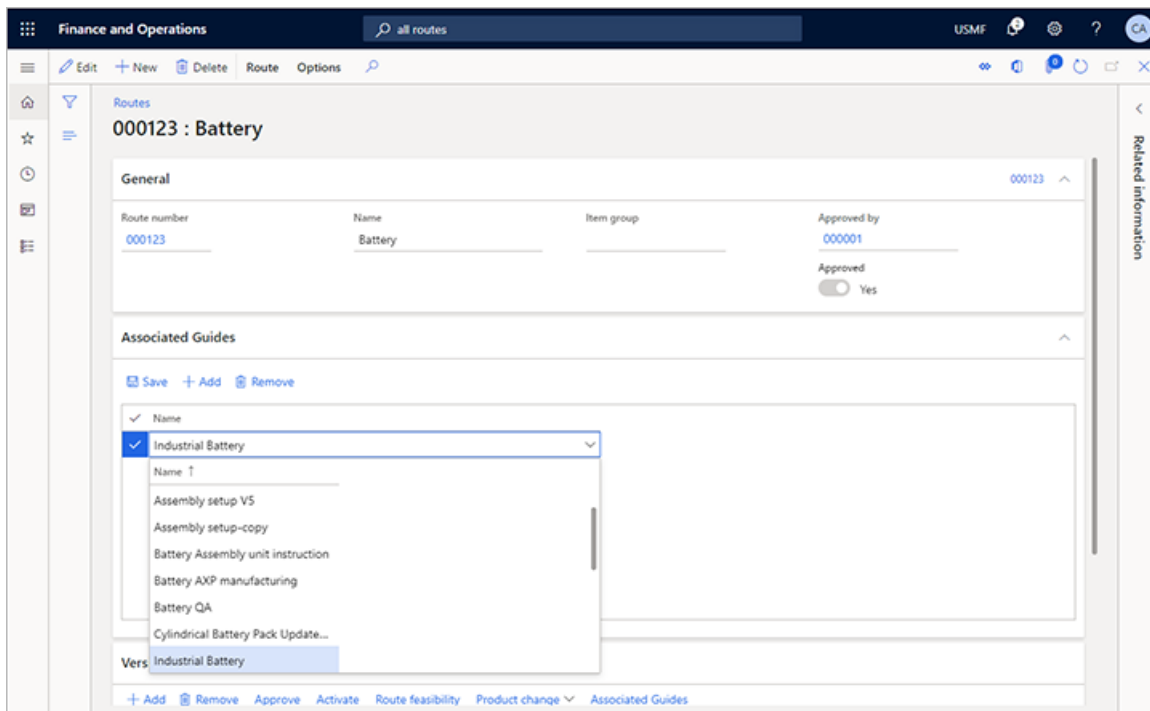 Finance and Operations
all routes
USMF
2
?
CA
Edit
New
Delete
Route
Options
0
Routes
000123 : Battery
General
000123
Route number
Name
Item group
Approved by
000123
Battery
000001
Approved
Yes
Associated Guides
Save
Add
Remove
Name
Industrial Battery
Name ↑
Assembly setup V5
Assembly setup-copy
Battery Assembly unit instruction
Battery AXP manufacturing
Battery QA
Cylindrical Battery Pack Update...
Industrial Battery
Vers
Add
Remove
Approve
Activate
Route feasibility
Product change
Associated Guides
Related information